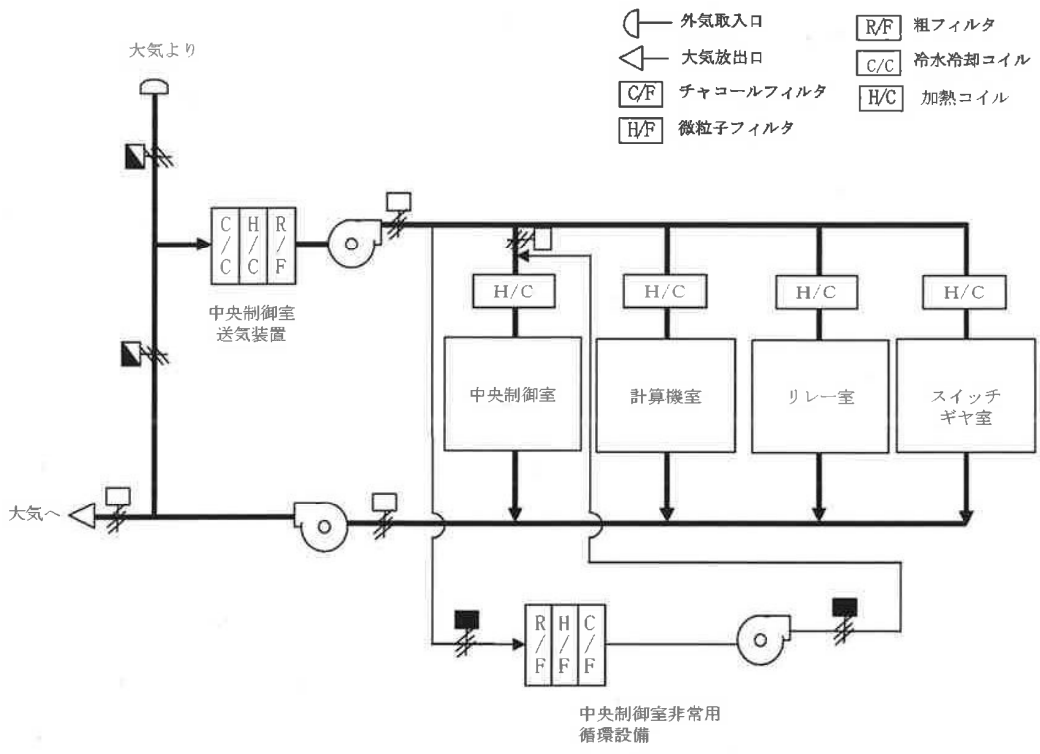 外気取入口
大気放出口
C/F チャコールフィルタ
H/F 微粒子フィルタ
R/F 粗フィルタ
C/C 冷水冷却コイル
H/C 加熱コイル
大気より
C/C H/C R/F
中央制御室
送気装置
H/C
H/C
H/C
H/C
中央制御室
計算機室
リレー室
スイッチ
ギヤ室
大気へ
R/F H/F C/F
中央制御室非常用
循環設備